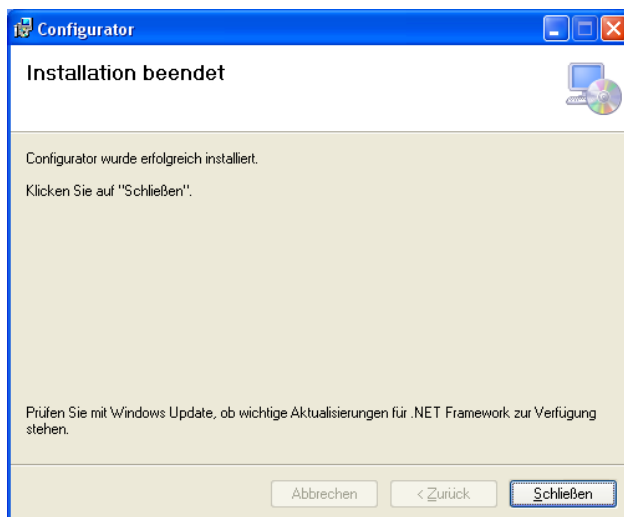 Configurator
Installation beendet
Configurator wurde erfolgreich installiert.
Klicken Sie auf "Schließen".
Prüfen Sie mit Windows Update, ob wichtige Aktualisierungen für .NET Framework zur Verfügung
stehen.
Abbrechen < Zurück Schließen